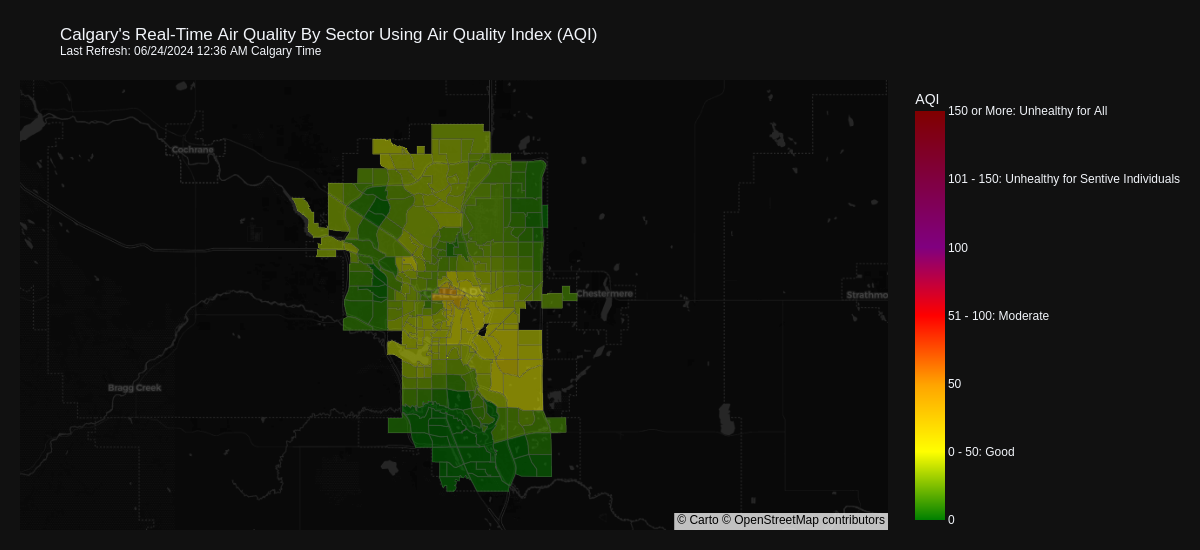 Calgary's Real-Time Air Quality By Sector Using Air Quality Index (AQI)
Last Refresh: 06/24/2024 12:36 AM Calgary Time
AQI
150 or More: Unhealthy for All
Cochrane
101 - 150: Unhealthy for Sentive Individuals
100
CALGARY
Chestermere
Strathmo
51 - 100: Moderate
50
Bragg Creek
0 - 50: Good
0
© Carto © OpenStreetMap contributors